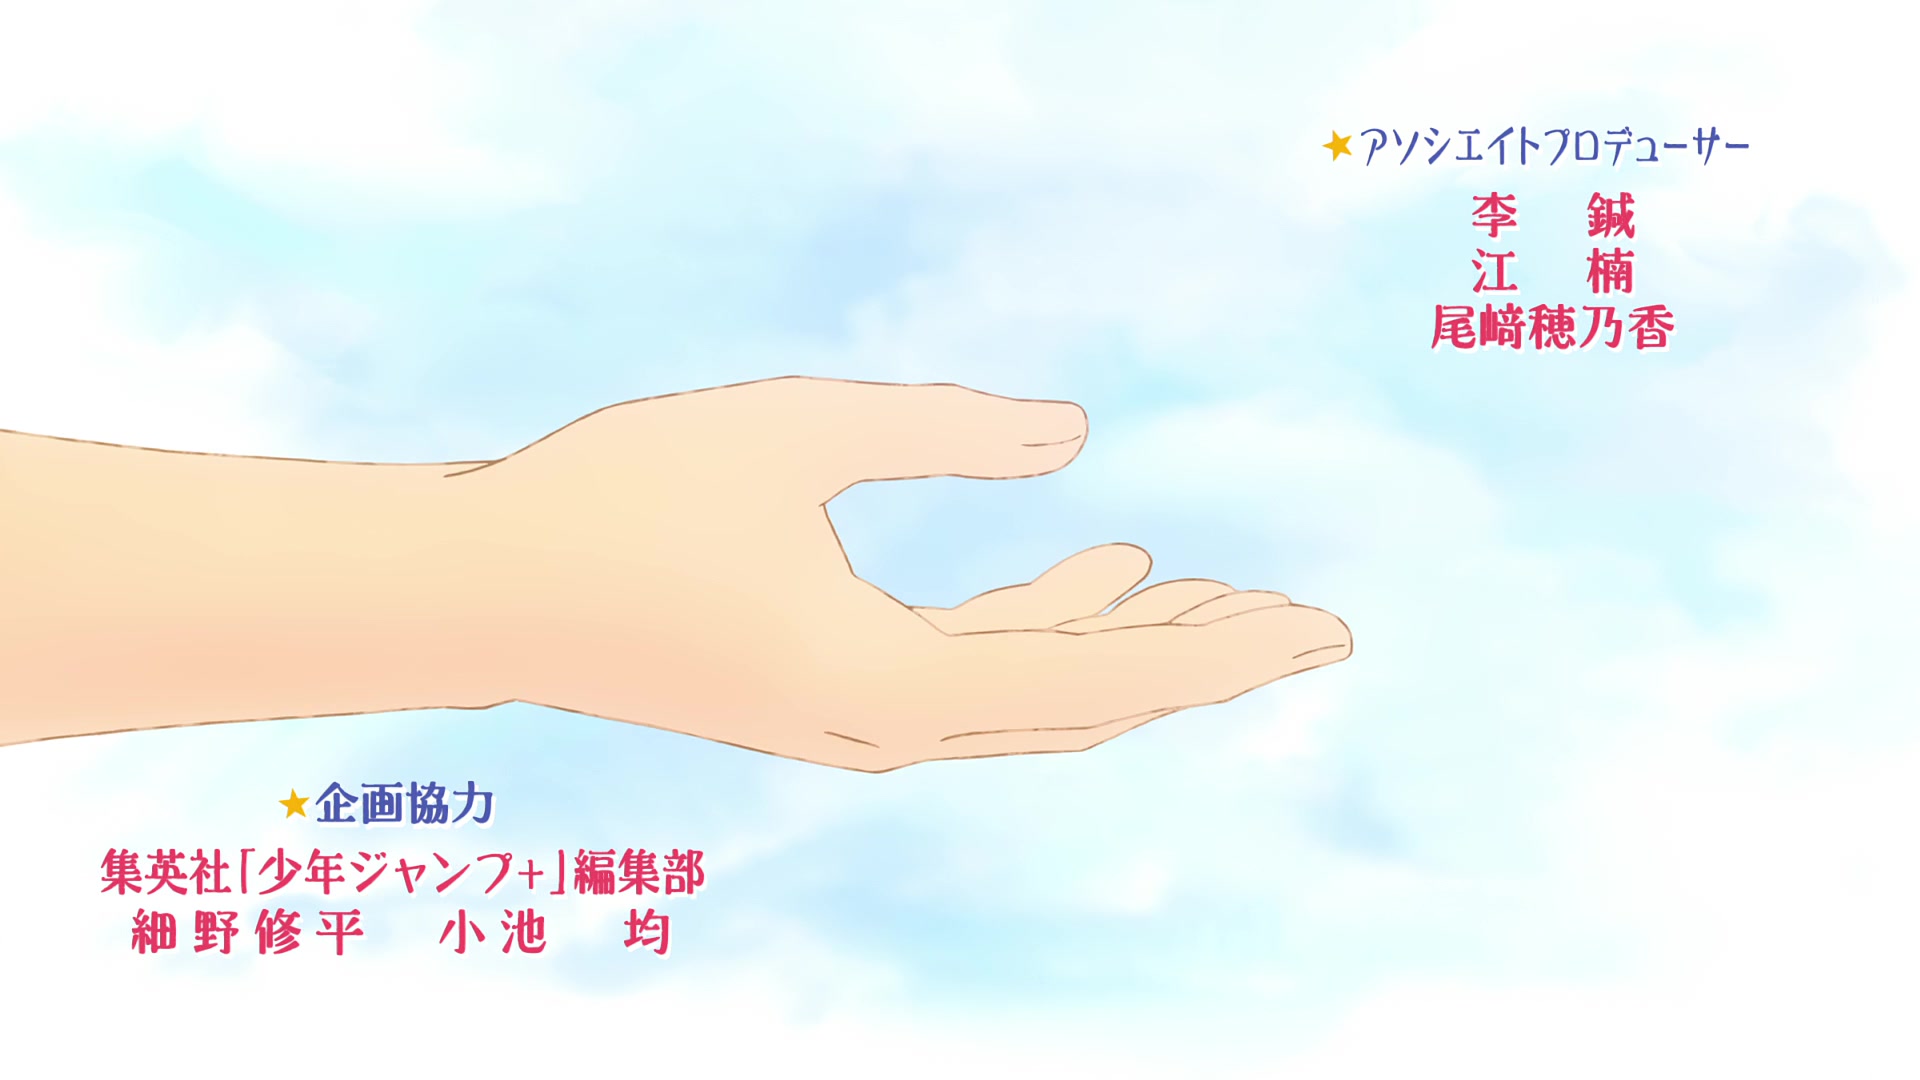 ★アソシエイトプロデューサー
李 鍼
江 楠
尾﨑穂乃香
★企画協力
集英社「少年ジャンプ+」編集部
細野修平 小池 均